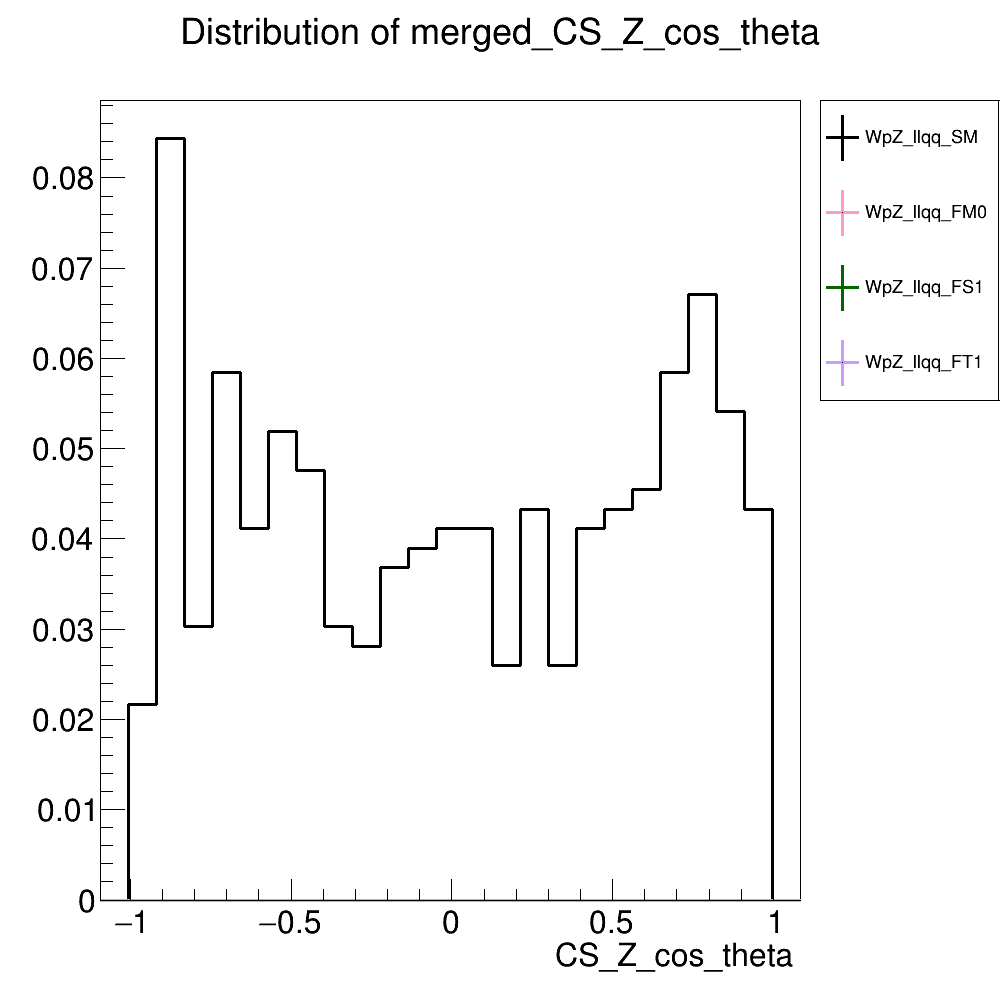 Distribution of merged_CS_Z_cos_theta
0.08
0.07
0.06
0.05
0.04
0.03
0.02
0.01
0
−1
−0.5
0
0.5
1
CS_Z_cos_theta
WpZ_llqq_SM
WpZ_llqq_FM0
WpZ_llqq_FS1
WpZ_llqq_FT1